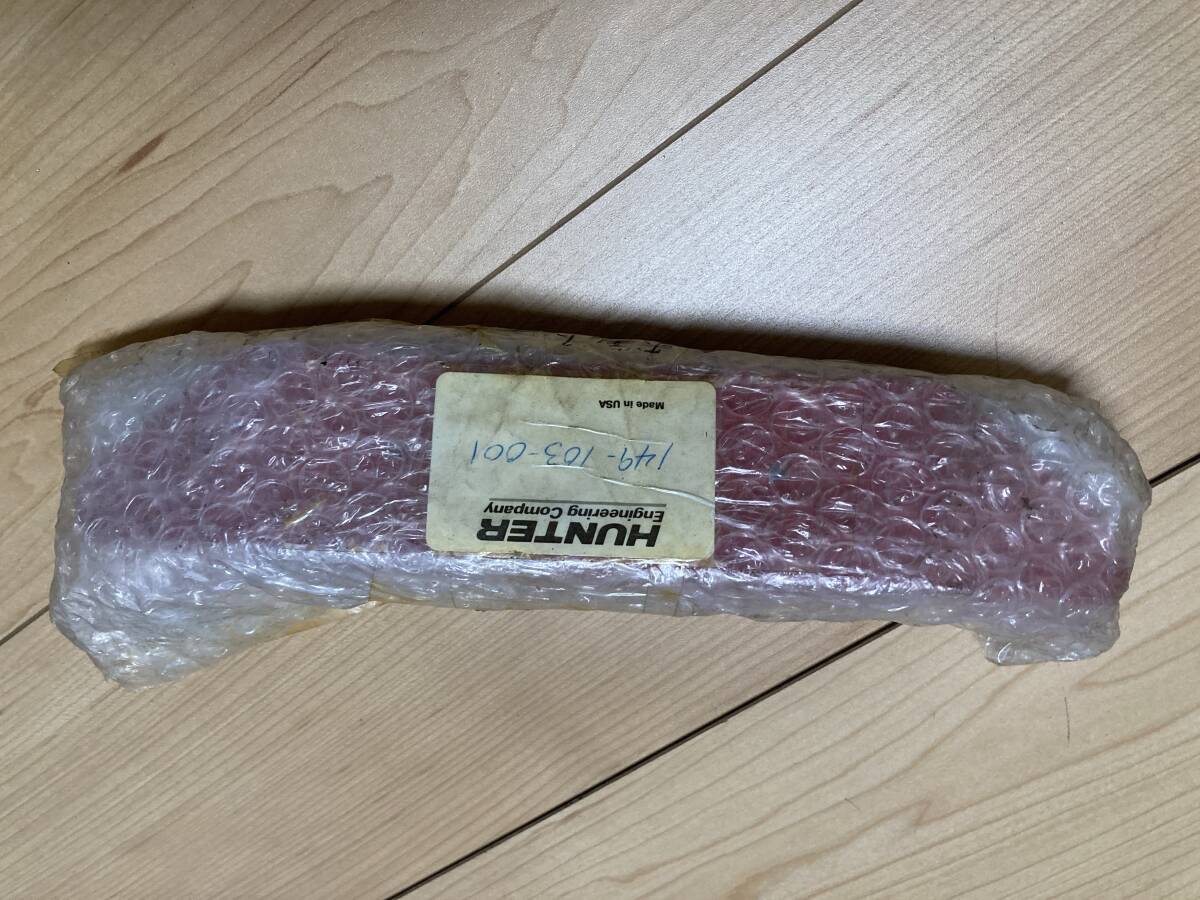 HUNTER
Engineering Company
149-103-001
Made in USA